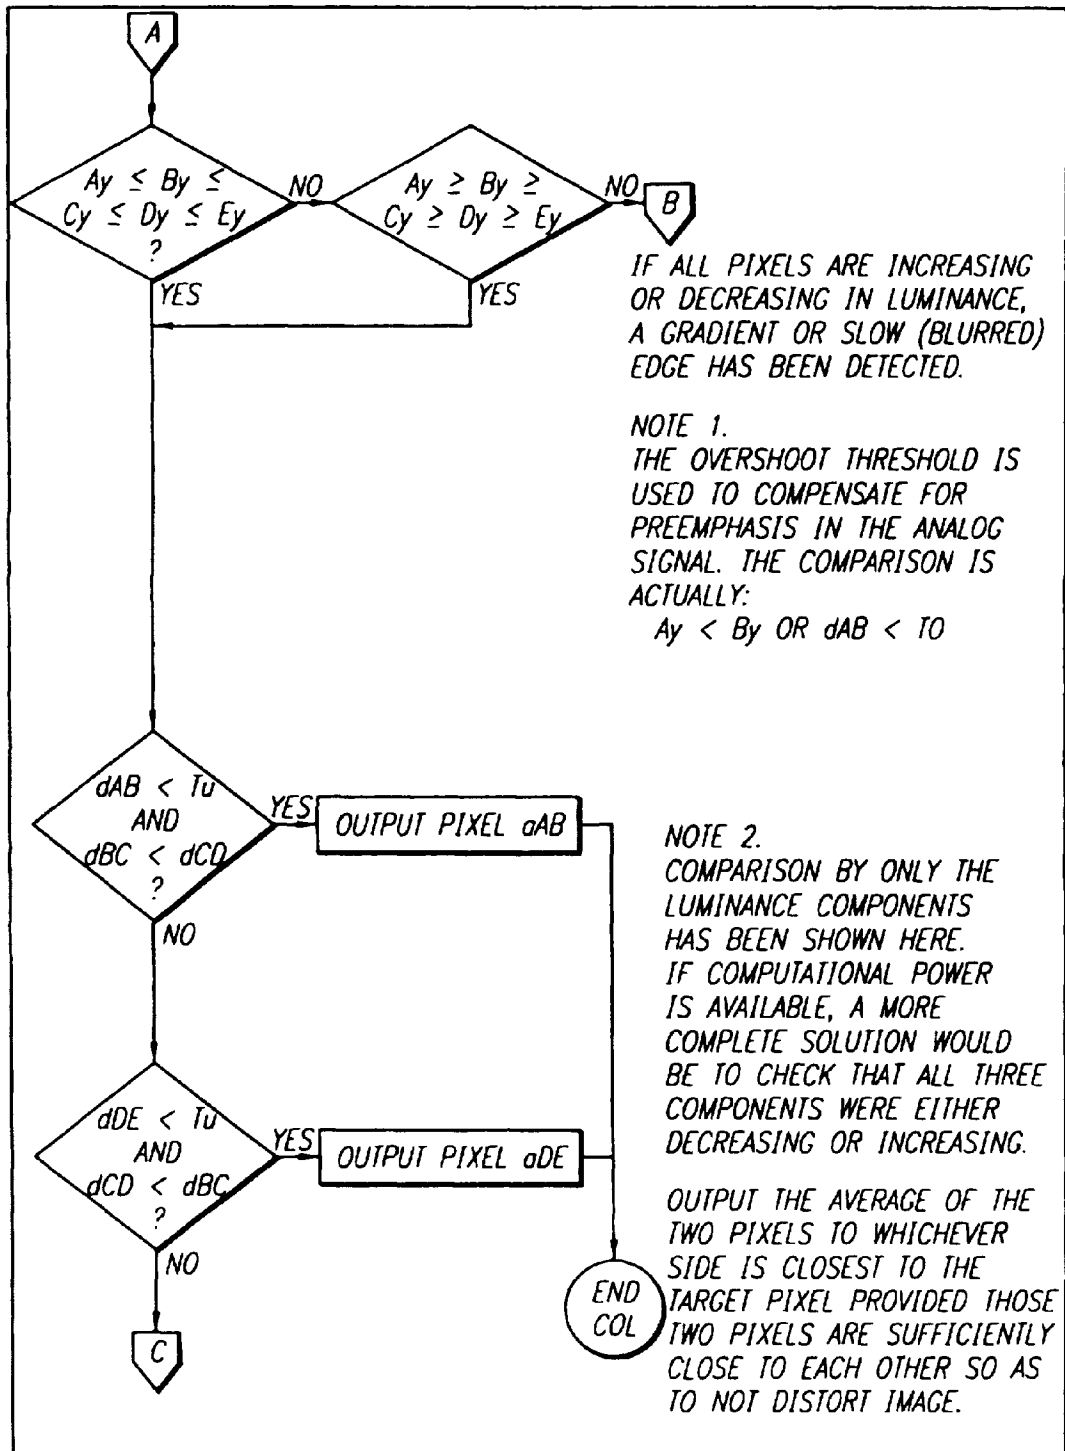 A
Ay ≤ By ≤
Cy ≤ Dy ≤ Ey
?
NO
YES
Ay ≥ By ≥
Cy ≥ Dy ≥ Ey
NO
YES
B
IF ALL PIXELS ARE INCREASING
OR DECREASING IN LUMINANCE,
A GRADIENT OR SLOW (BLURRED)
EDGE HAS BEEN DETECTED.
NOTE 1.
THE OVERSHOOT THRESHOLD IS
USED TO COMPENSATE FOR
PREEMPHASIS IN THE ANALOG
SIGNAL. THE COMPARISON IS
ACTUALLY:
Ay < By OR dAB < TO
dAB < Tu
AND
dBC < dCD
?
YES
NO
OUTPUT PIXEL aAB
NOTE 2.
COMPARISON BY ONLY THE
LUMINANCE COMPONENTS
HAS BEEN SHOWN HERE.
IF COMPUTATIONAL POWER
IS AVAILABLE, A MORE
COMPLETE SOLUTION WOULD
BE TO CHECK THAT ALL THREE
COMPONENTS WERE EITHER
DECREASING OR INCREASING.
dDE < Tu
AND
dCD < dBC
?
YES
NO
OUTPUT PIXEL aDE
OUTPUT THE AVERAGE OF THE
TWO PIXELS TO WHICHEVER
SIDE IS CLOSEST TO THE
TARGET PIXEL PROVIDED THOSE
TWO PIXELS ARE SUFFICIENTLY
CLOSE TO EACH OTHER SO AS
TO NOT DISTORT IMAGE.
END
COL
C